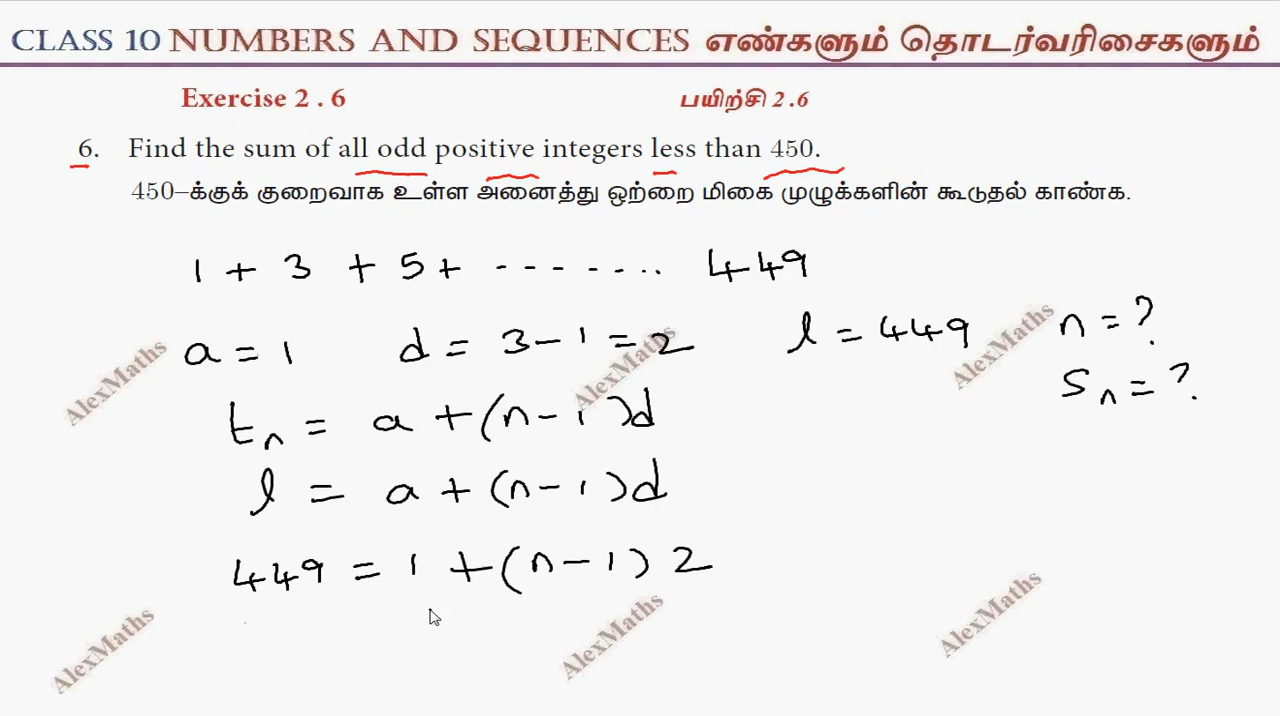 CLASS 10 NUMBERS AND SEQUENCES எண்களும் தொடர்வரிசைகளும்
Exercise 2 . 6 பயிற்சி 2.6
6. Find the sum of all odd positive integers less than 450.
450–க்குக் குறைவாக உள்ள அனைத்து ஒற்றை மிகை முழுக்களின் கூடுதல் காண்க.
1 + 3 + 5 + - - - - - - . . 449
a = 1 d = 3 - 1 = 2 l = 449 n = ?
Sn = ?
tn = a + (n - 1)d
l = a + (n - 1)d
449 = 1 + (n - 1) 2
AlexMaths
AlexMaths
AlexMaths
AlexMaths
AlexMaths
AlexMaths